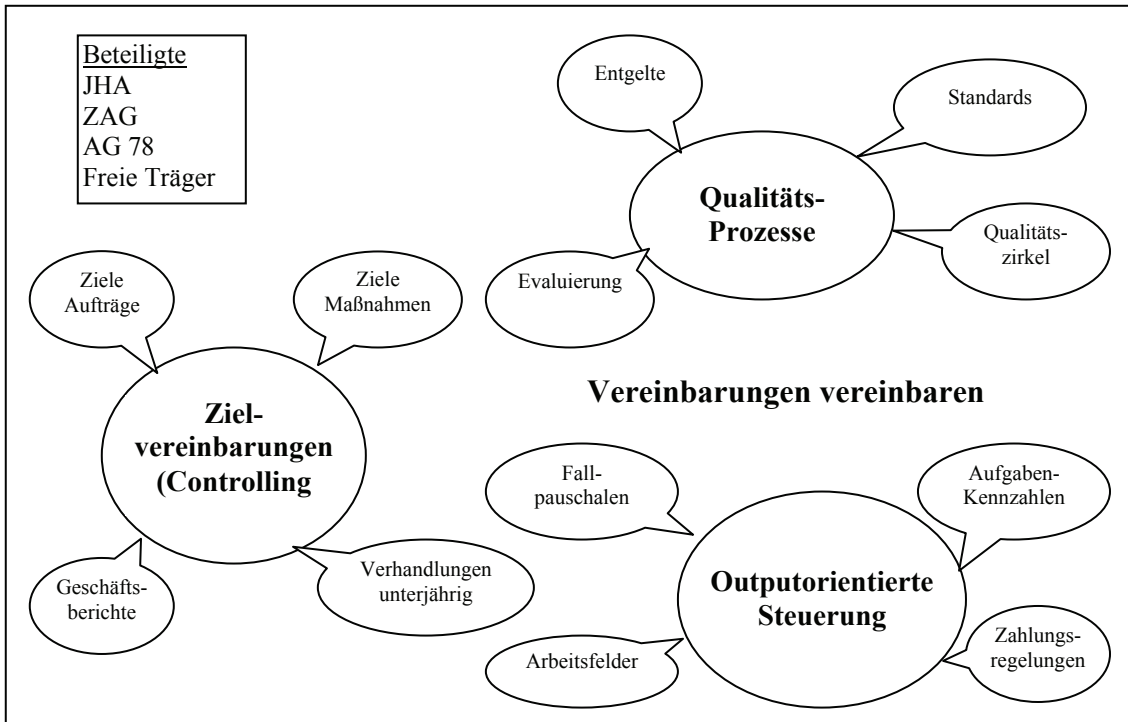 Beteiligte
JHA
ZAG
AG 78
Freie Träger
Entgelte
Standards
Qualitäts-
Prozesse
Qualitäts-
zirkel
Evaluierung
Ziele
Aufträge
Ziele
Maßnahmen
Ziel-
vereinbarungen
(Controlling
Geschäfts-
berichte
Verhandlungen
unterjährig
Vereinbarungen vereinbaren
Fall-
pauschalen
Aufgaben-
Kennzahlen
Outputorientierte
Steuerung
Arbeitsfelder
Zahlungs-
regelungen